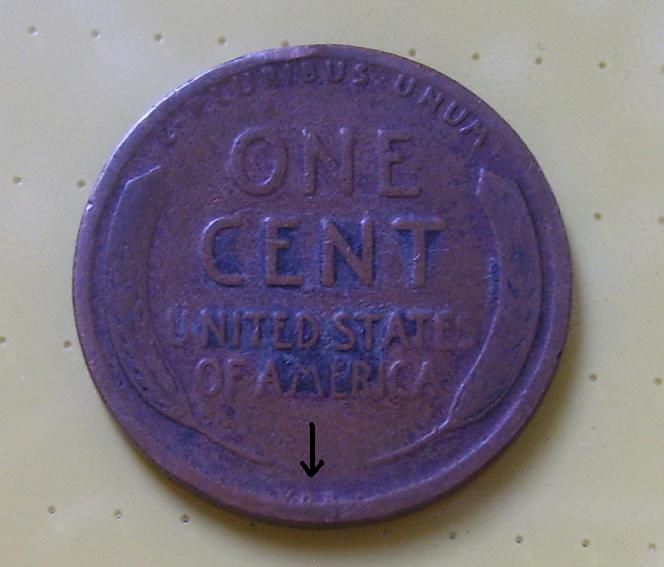 E · PLURIBUS · UNUM
ONE
CENT
UNITED STATES
OF AMERICA
V.D.B.